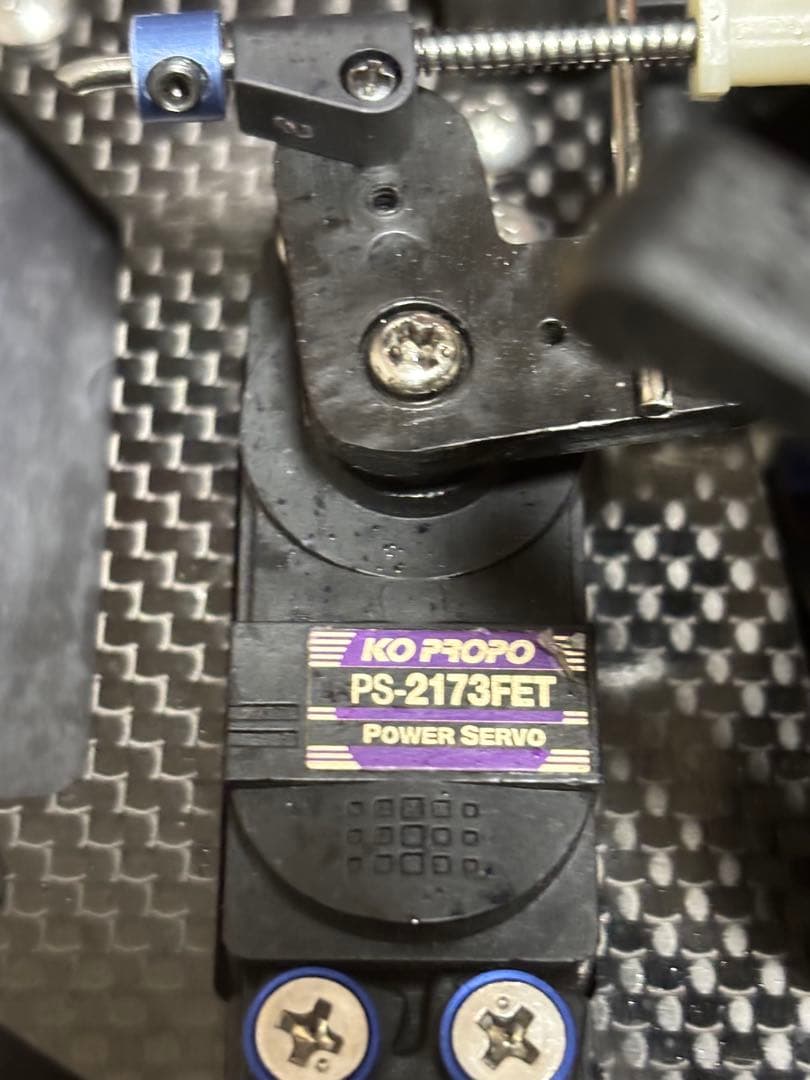 KO PROPO
PS-2173FET
POWER SERVO